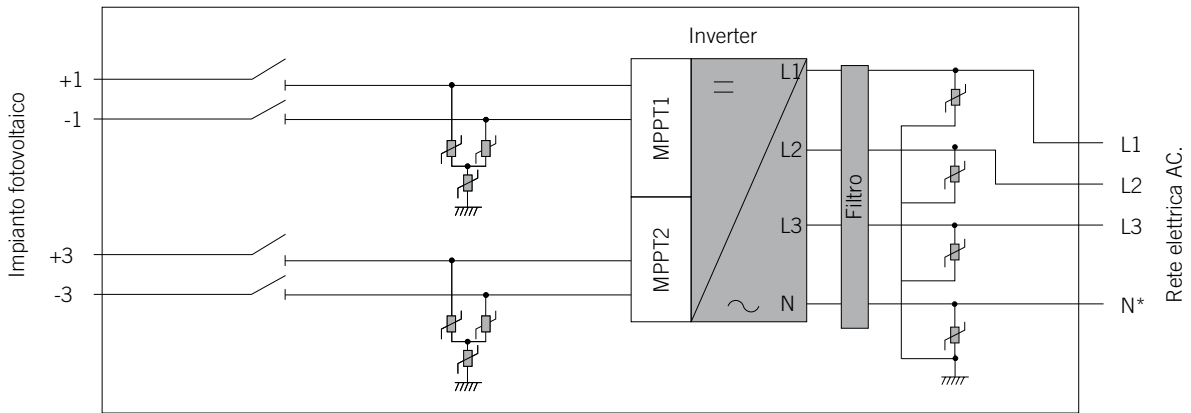 Inverter
Impianto fotovoltaico
+1
-1
+3
-3
MPPT1
MPPT2
L1
L2
L3
N
Filtro
L1
L2
L3
N*
Rete elettrica AC.